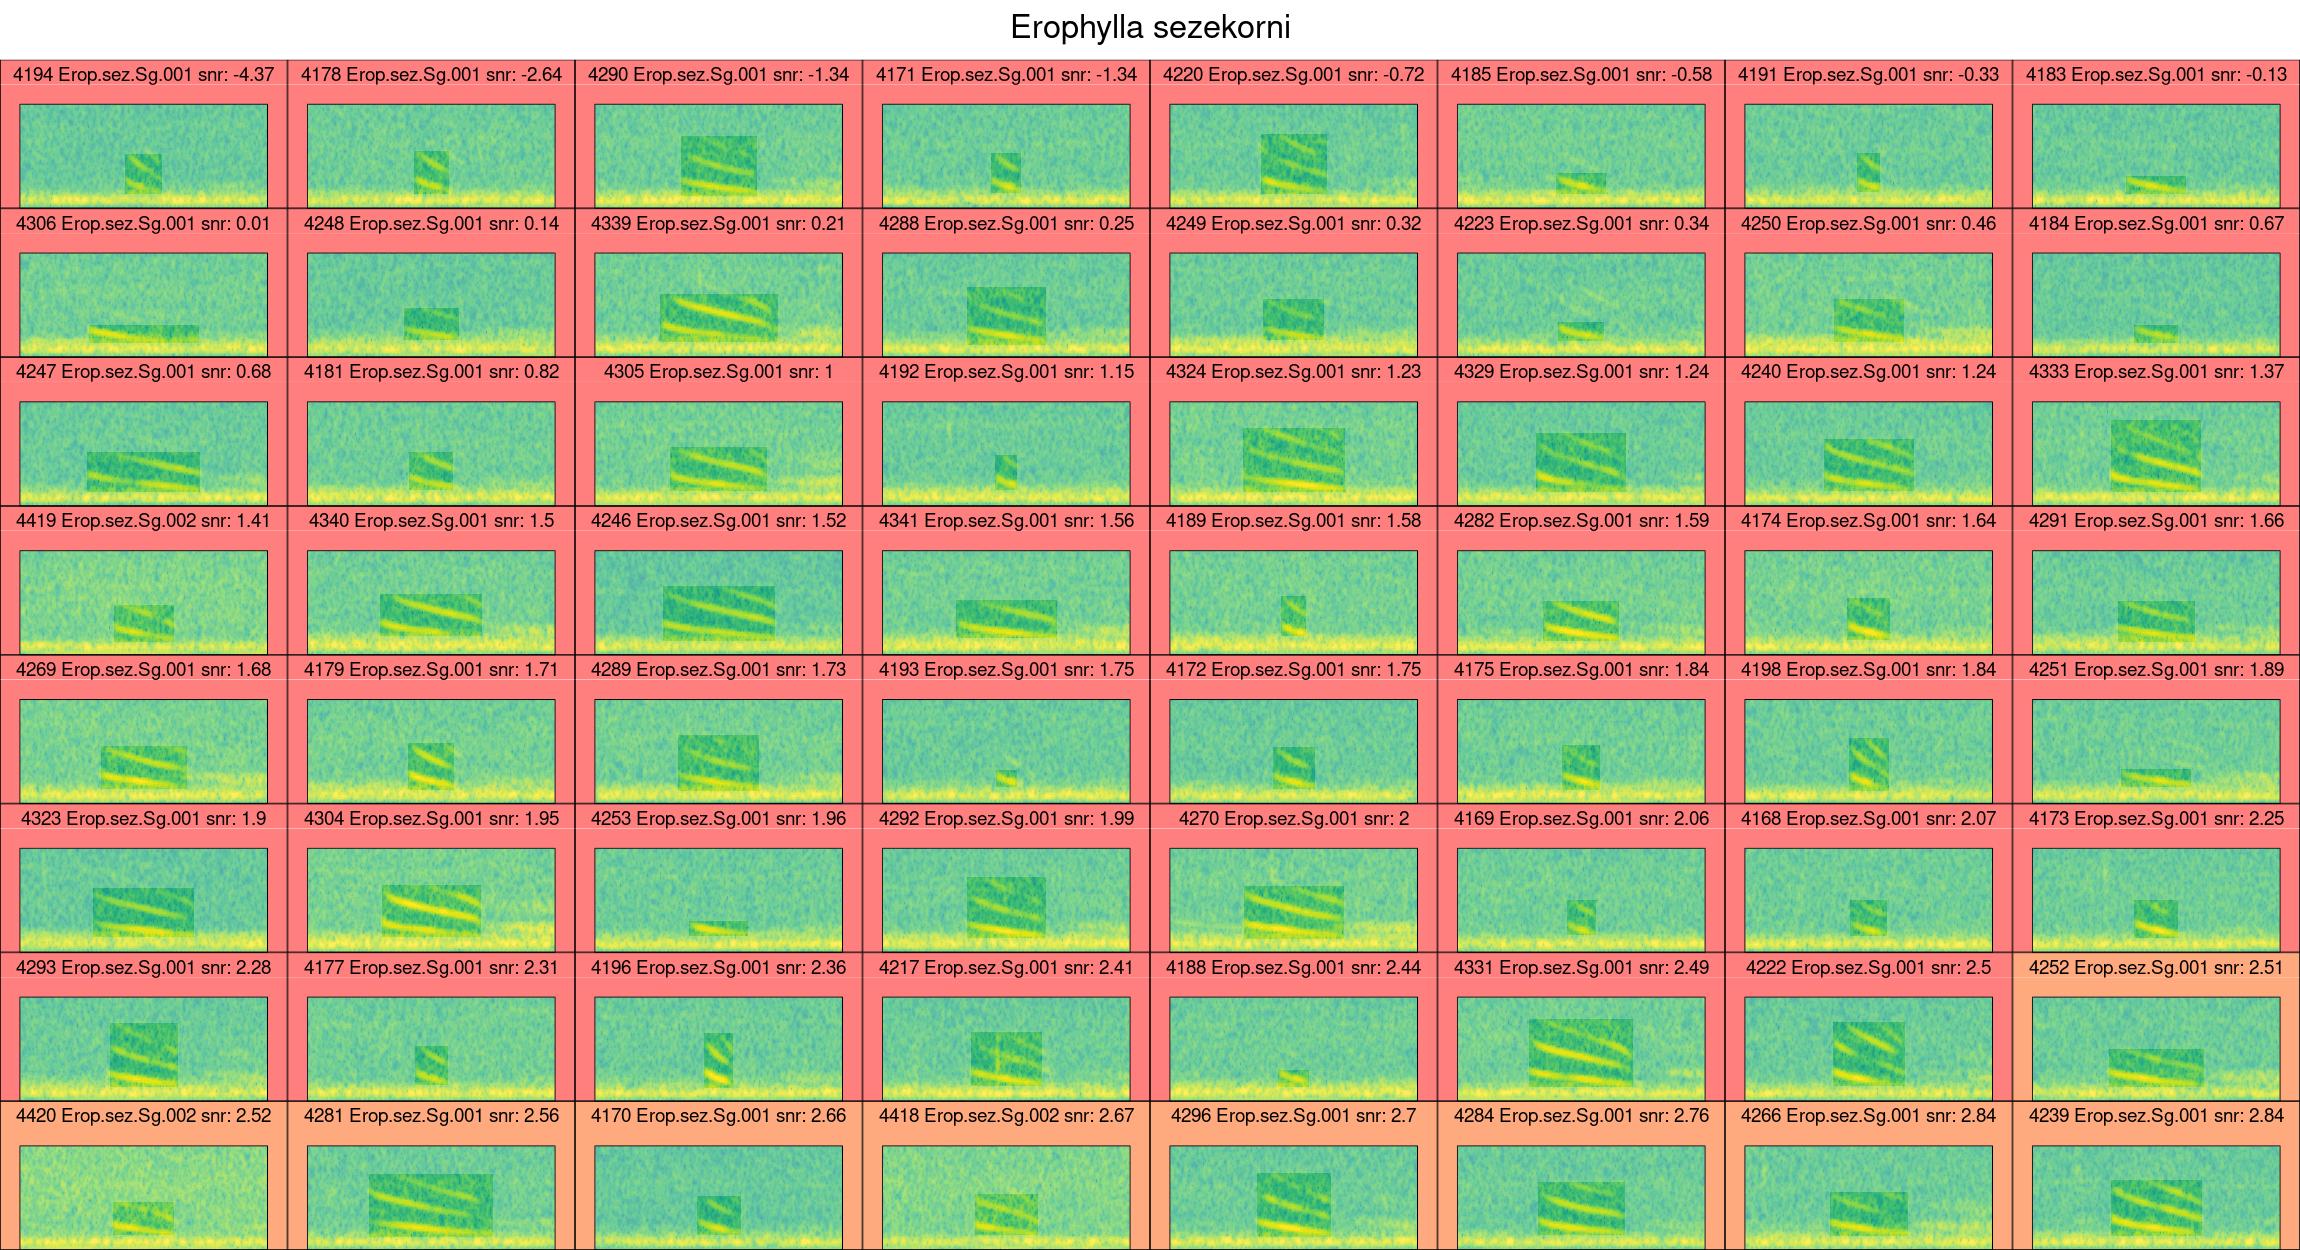 Erophylla sezekorni
4194 Erop.sez.Sg.001 snr: -4.37
4178 Erop.sez.Sg.001 snr: -2.64
4290 Erop.sez.Sg.001 snr: -1.34
4171 Erop.sez.Sg.001 snr: -1.34
4220 Erop.sez.Sg.001 snr: -0.72
4185 Erop.sez.Sg.001 snr: -0.58
4191 Erop.sez.Sg.001 snr: -0.33
4183 Erop.sez.Sg.001 snr: -0.13
4306 Erop.sez.Sg.001 snr: 0.01
4248 Erop.sez.Sg.001 snr: 0.14
4339 Erop.sez.Sg.001 snr: 0.21
4288 Erop.sez.Sg.001 snr: 0.25
4249 Erop.sez.Sg.001 snr: 0.32
4223 Erop.sez.Sg.001 snr: 0.34
4250 Erop.sez.Sg.001 snr: 0.46
4184 Erop.sez.Sg.001 snr: 0.67
4247 Erop.sez.Sg.001 snr: 0.68
4181 Erop.sez.Sg.001 snr: 0.82
4305 Erop.sez.Sg.001 snr: 1
4192 Erop.sez.Sg.001 snr: 1.15
4324 Erop.sez.Sg.001 snr: 1.23
4329 Erop.sez.Sg.001 snr: 1.24
4240 Erop.sez.Sg.001 snr: 1.24
4333 Erop.sez.Sg.001 snr: 1.37
4419 Erop.sez.Sg.002 snr: 1.41
4340 Erop.sez.Sg.001 snr: 1.5
4246 Erop.sez.Sg.001 snr: 1.52
4341 Erop.sez.Sg.001 snr: 1.56
4189 Erop.sez.Sg.001 snr: 1.58
4282 Erop.sez.Sg.001 snr: 1.59
4174 Erop.sez.Sg.001 snr: 1.64
4291 Erop.sez.Sg.001 snr: 1.66
4269 Erop.sez.Sg.001 snr: 1.68
4179 Erop.sez.Sg.001 snr: 1.71
4289 Erop.sez.Sg.001 snr: 1.73
4193 Erop.sez.Sg.001 snr: 1.75
4172 Erop.sez.Sg.001 snr: 1.75
4175 Erop.sez.Sg.001 snr: 1.84
4198 Erop.sez.Sg.001 snr: 1.84
4251 Erop.sez.Sg.001 snr: 1.89
4323 Erop.sez.Sg.001 snr: 1.9
4304 Erop.sez.Sg.001 snr: 1.95
4253 Erop.sez.Sg.001 snr: 1.96
4292 Erop.sez.Sg.001 snr: 1.99
4270 Erop.sez.Sg.001 snr: 2
4169 Erop.sez.Sg.001 snr: 2.06
4168 Erop.sez.Sg.001 snr: 2.07
4173 Erop.sez.Sg.001 snr: 2.25
4293 Erop.sez.Sg.001 snr: 2.28
4177 Erop.sez.Sg.001 snr: 2.31
4196 Erop.sez.Sg.001 snr: 2.36
4217 Erop.sez.Sg.001 snr: 2.41
4188 Erop.sez.Sg.001 snr: 2.44
4331 Erop.sez.Sg.001 snr: 2.49
4222 Erop.sez.Sg.001 snr: 2.5
4252 Erop.sez.Sg.001 snr: 2.51
4420 Erop.sez.Sg.002 snr: 2.52
4281 Erop.sez.Sg.001 snr: 2.56
4170 Erop.sez.Sg.001 snr: 2.66
4418 Erop.sez.Sg.002 snr: 2.67
4296 Erop.sez.Sg.001 snr: 2.7
4284 Erop.sez.Sg.001 snr: 2.76
4266 Erop.sez.Sg.001 snr: 2.84
4239 Erop.sez.Sg.001 snr: 2.84